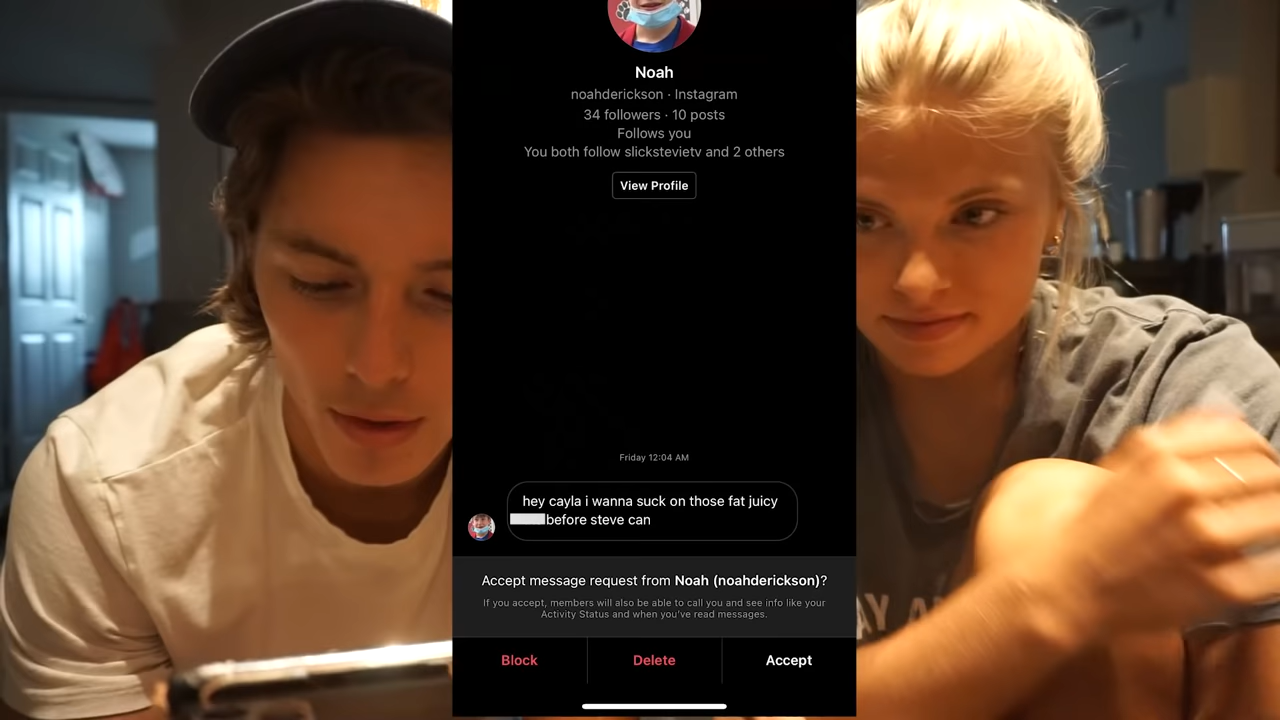 Noah
noahderickson · Instagram
34 followers · 10 posts
Follows you
You both follow slickstevietv and 2 others
View Profile
Friday 12:04 AM
hey cayla i wanna suck on those fat juicy
before steve can
Accept message request from Noah (noahderickson)?
If you accept, members will also be able to call you and see info like your
Activity Status and when you've read messages.
Block
Delete
Accept